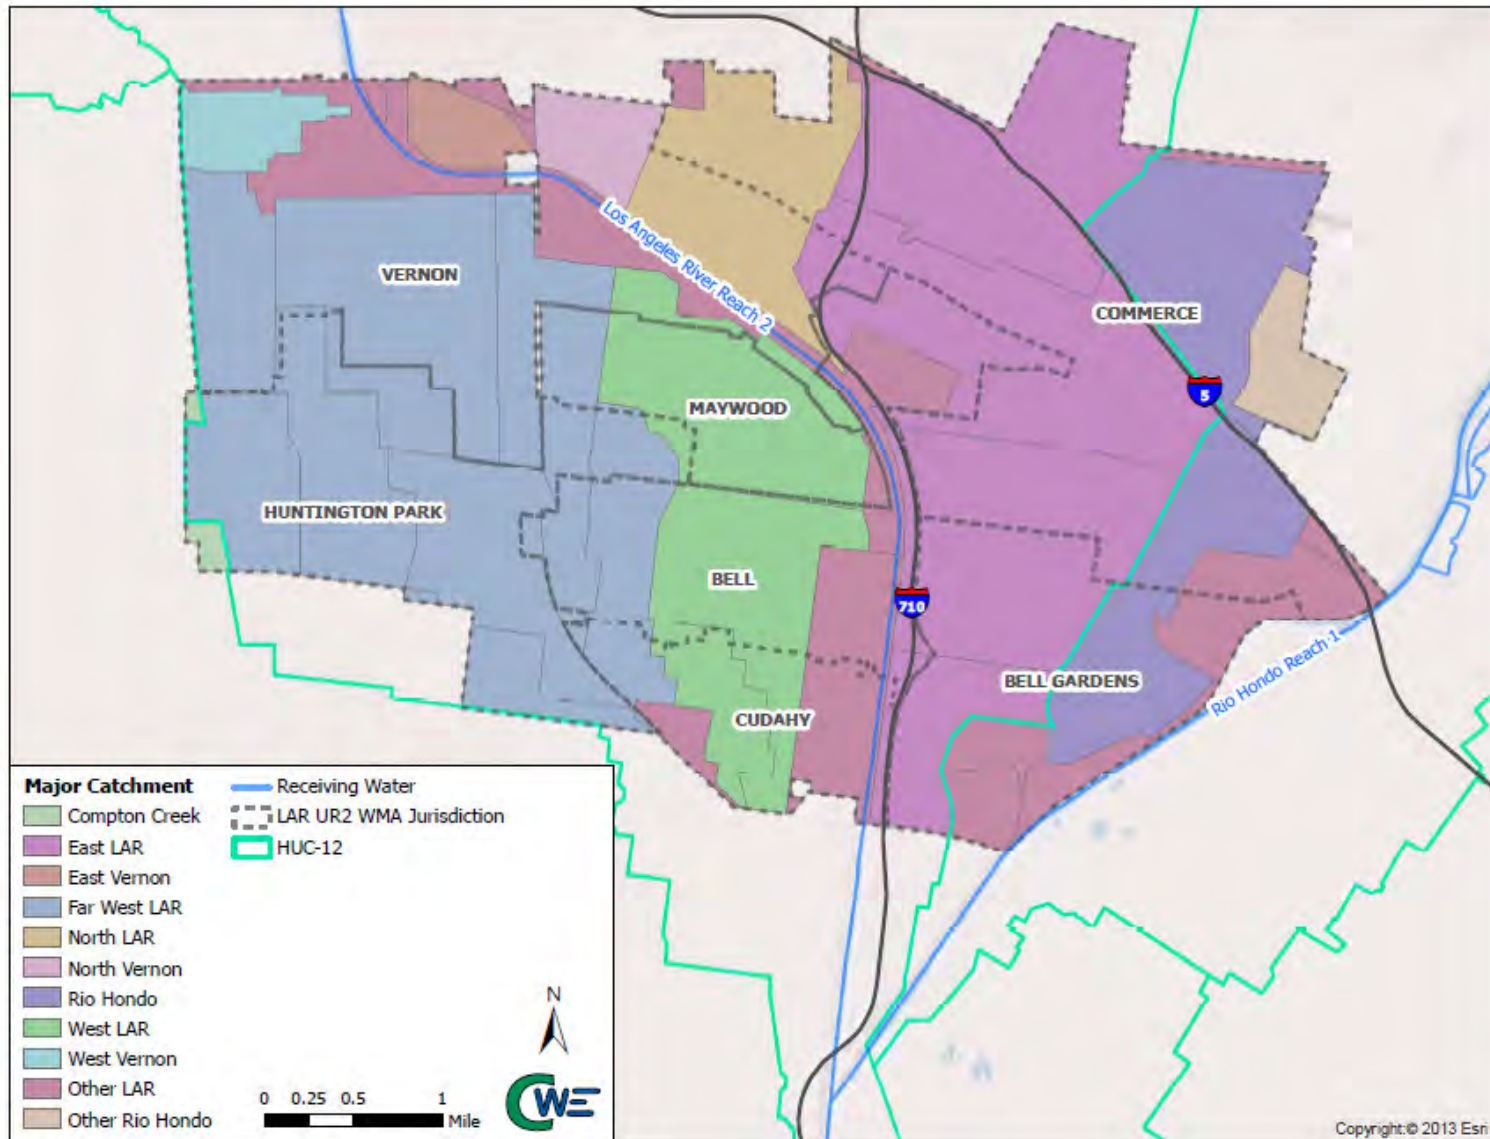 VERNON
Los Angeles River Reach 2
COMMERCE
5
MAYWOOD
HUNTINGTON PARK
BELL
710
BELL GARDENS
CUDAHY
Rio Hondo Reach 1
Major Catchment
Compton Creek
East LAR
East Vernon
Far West LAR
North LAR
North Vernon
Rio Hondo
West LAR
West Vernon
Other LAR
Other Rio Hondo
Receiving Water
LAR UR2 WMA Jurisdiction
HUC-12
N
CWE
0 0.25 0.5 1
Mile
Copyright:© 2013 Esri